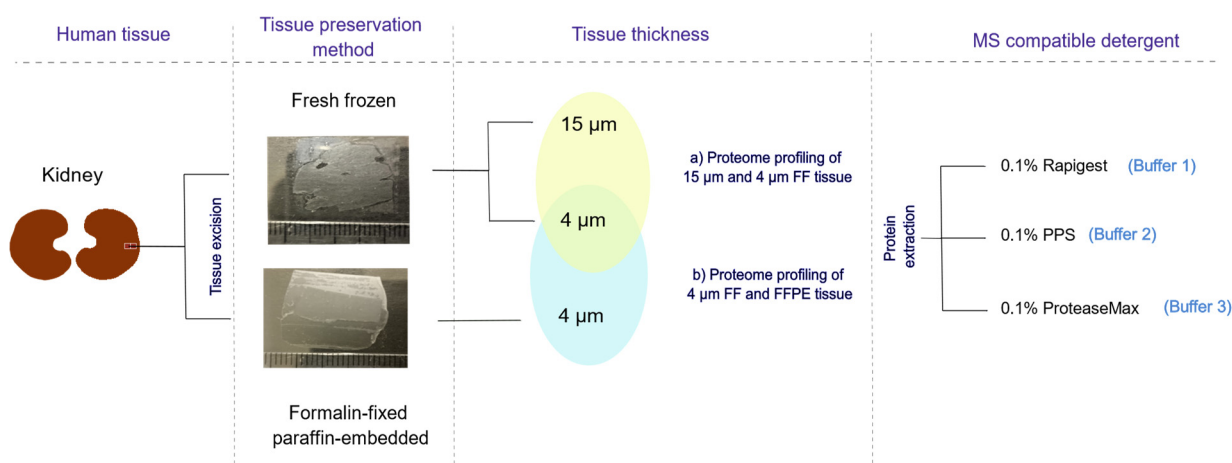 Human tissue
Tissue preservation
method
Tissue thickness
MS compatible detergent
Kidney
Tissue excision
Fresh frozen
Formalin-fixed
paraffin-embedded
15 µm
4 µm
4 µm
a) Proteome profiling of
15 µm and 4 µm FF tissue
b) Proteome profiling of
4 µm FF and FFPE tissue
Protein
extraction
0.1% Rapigest (Buffer 1)
0.1% PPS (Buffer 2)
0.1% ProteaseMax (Buffer 3)